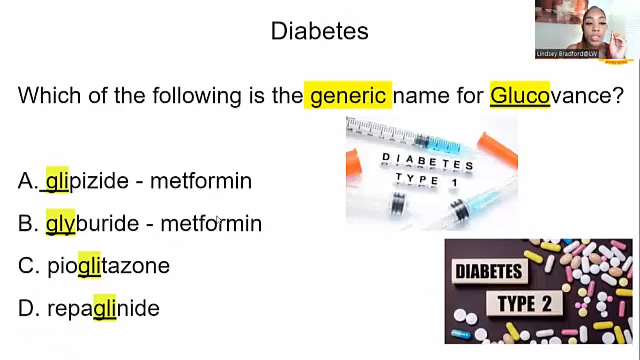 Diabetes
Lindsey Bradford@LW
Which of the following is the generic name for Glucovance?
A. glipizide - metformin
B. glyburide - metformin
C. pioglitazone
D. repaglinide
DIABETES
TYPE 1
DIABETES
TYPE 2